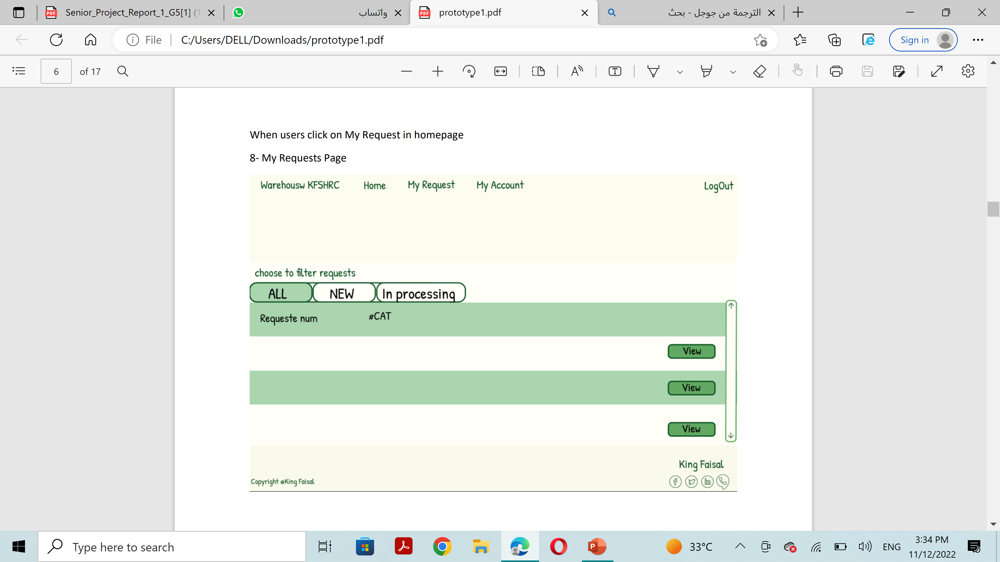 Senior_Project_Report_1_G5[1] (1
واتساب
prototype1.pdf
الترجمة من جوجل - بحث
File
C:/Users/DELL/Downloads/prototype1.pdf
Sign in
6 of 17
When users click on My Request in homepage
8- My Requests Page
Warehousw KFSHRC Home My Request My Account LogOut
choose to filter requests
ALL NEW In processing
Requeste num #CAT
View
View
View
King Faisal
Copyright @King Faisal
Type here to search
33°C
ENG
3:34 PM
11/12/2022